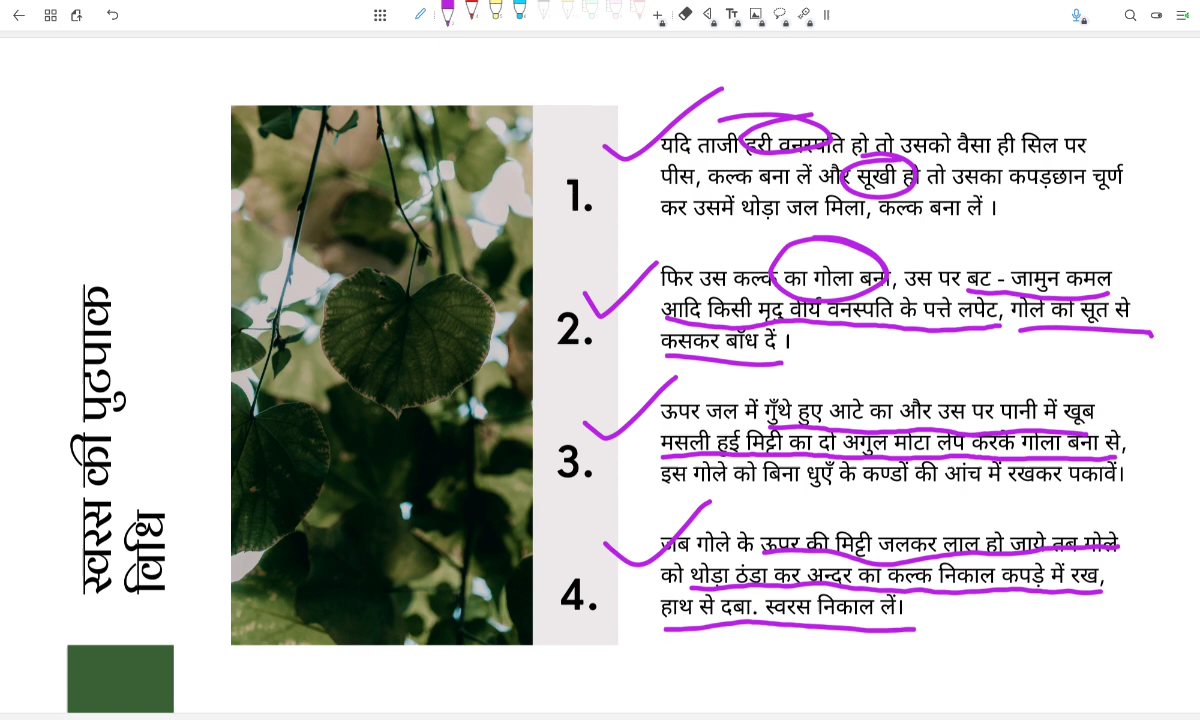 स्वरस की पुटपाक
विधि
1.
यदि ताजी हरी वनस्पति हो तो उसको वैसा ही सिल पर
पीस, कल्क बना लें और सूखी हो तो उसका कपड़छान चूर्ण
कर उसमें थोड़ा जल मिला, कल्क बना लें ।
2.
फिर उस कल्क का गोला बना, उस पर बट - जामुन कमल
आदि किसी मृदु वीर्य वनस्पति के पत्ते लपेट, गोले को सूत से
कसकर बाँध दें ।
3.
ऊपर जल में गुँथे हुए आटे का और उस पर पानी में खूब
मसली हुई मिट्टी का दो अंगुल मोटा लेप करके गोला बना से,
इस गोले को बिना धुएँ के कण्डों की आंच में रखकर पकावें।
4.
जब गोले के ऊपर की मिट्टी जलकर लाल हो जाये तब गोले
को थोड़ा ठंडा कर अन्दर का कल्क निकाल कपड़े में रख,
हाथ से दबा. स्वरस निकाल लें।